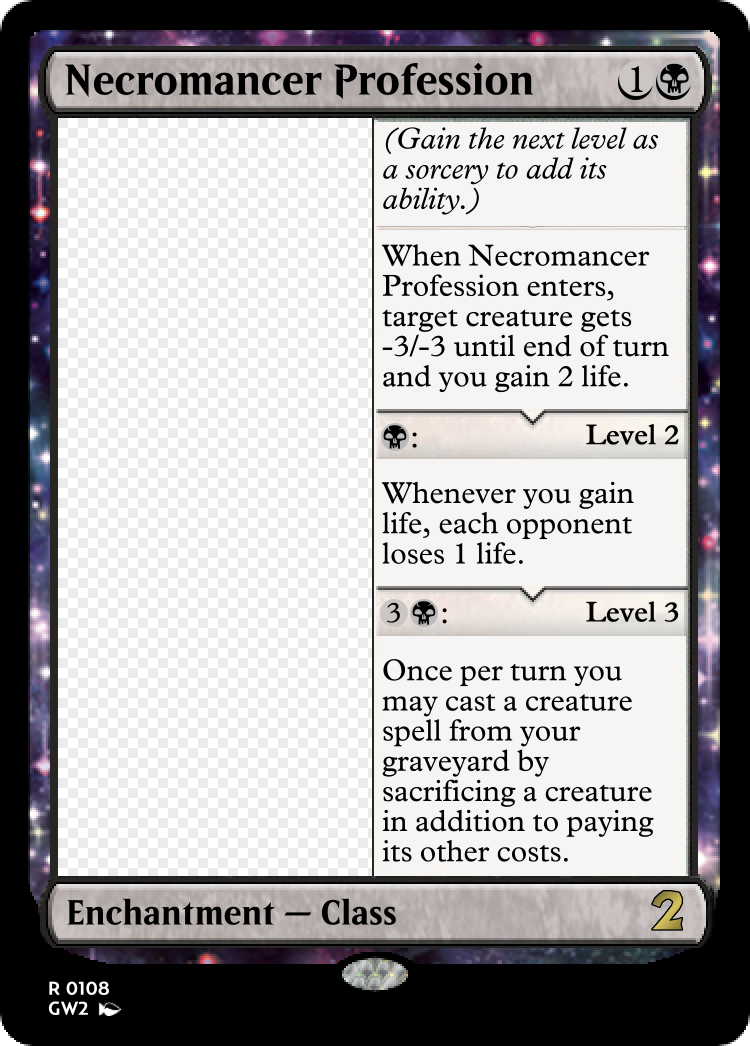 Necromancer Profession 1
(Gain the next level as
a sorcery to add its
ability.)
When Necromancer
Profession enters,
target creature gets
-3/-3 until end of turn
and you gain 2 life.
: Level 2
Whenever you gain
life, each opponent
loses 1 life.
3 : Level 3
Once per turn you
may cast a creature
spell from your
graveyard by
sacrificing a creature
in addition to paying
its other costs.
Enchantment — Class 2
R 0108
GW2